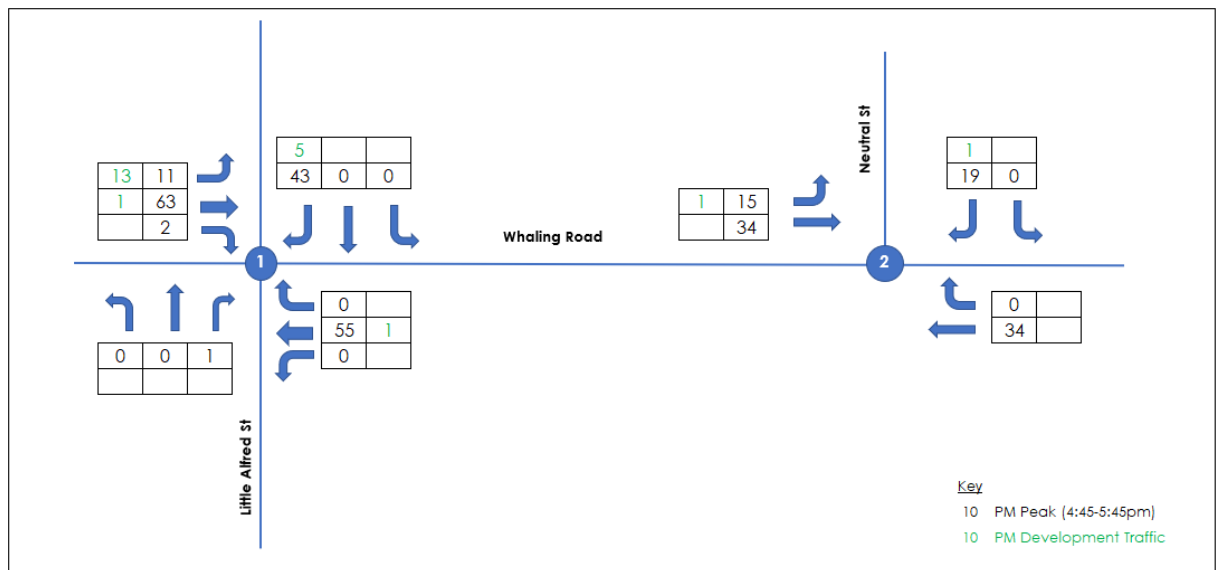 5
43 0 0
13 11
1 63
2
1
19 0
1 15
34
Neutral St
Whaling Road
1
2
0
55 1
0
0
34
0 0 1
Little Alfred St
Key
10 PM Peak (4:45-5:45pm)
10 PM Development Traffic